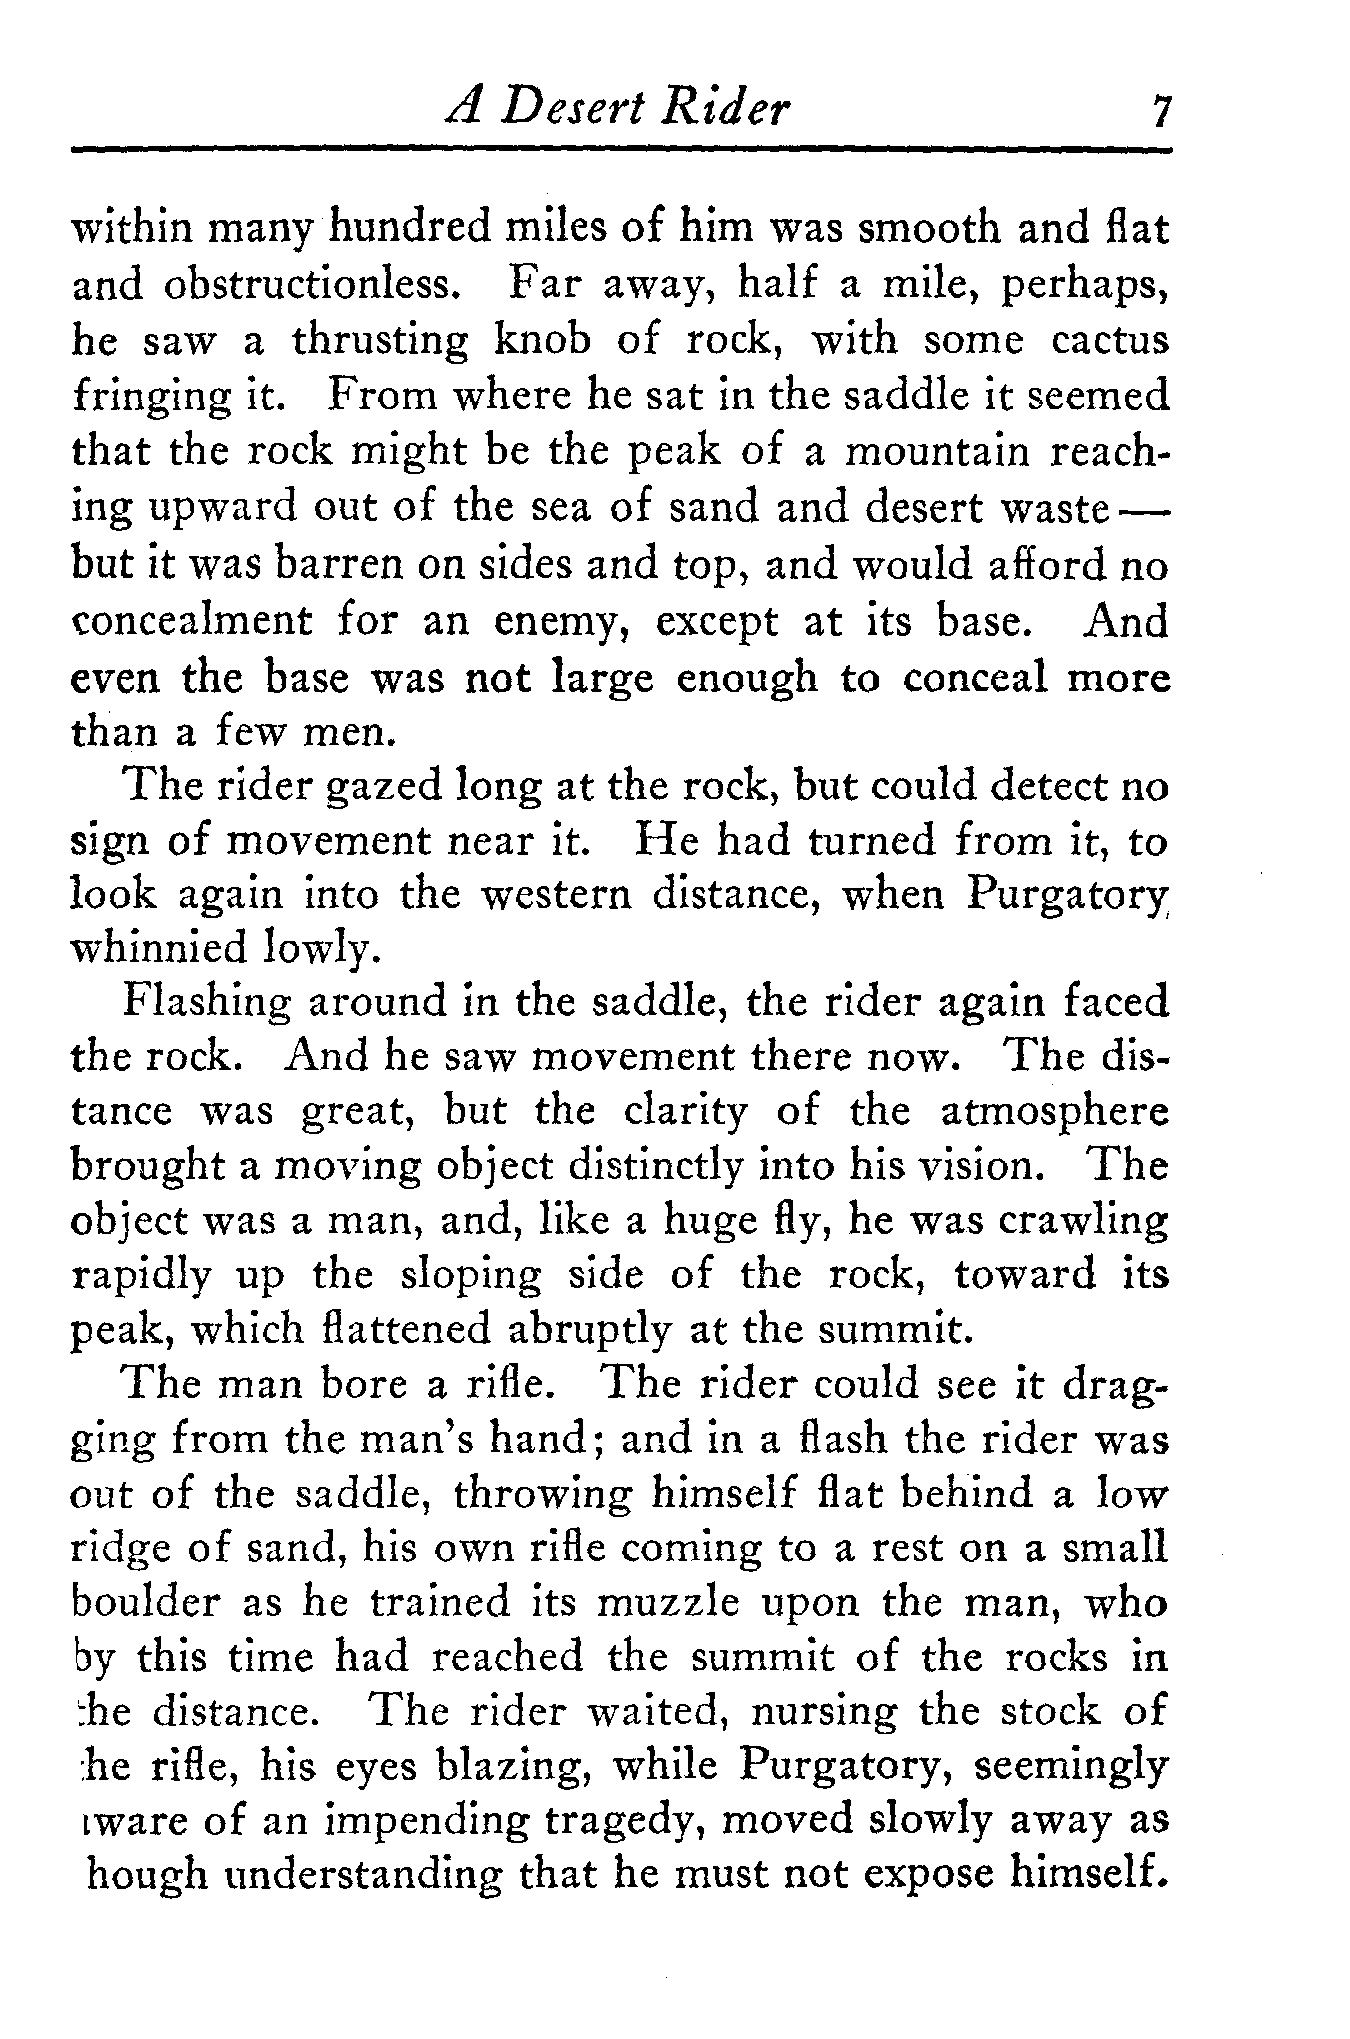 A Desert Rider 7
within many hundred miles of him was smooth and flat
and obstructionless. Far away, half a mile, perhaps,
he saw a thrusting knob of rock, with some cactus
fringing it. From where he sat in the saddle it seemed
that the rock might be the peak of a mountain reach-
ing upward out of the sea of sand and desert waste—
but it was barren on sides and top, and would afford no
concealment for an enemy, except at its base. And
even the base was not large enough to conceal more
than a few men.
The rider gazed long at the rock, but could detect no
sign of movement near it. He had turned from it, to
look again into the western distance, when Purgatory
whinnied lowly.
Flashing around in the saddle, the rider again faced
the rock. And he saw movement there now. The dis-
tance was great, but the clarity of the atmosphere
brought a moving object distinctly into his vision. The
object was a man, and, like a huge fly, he was crawling
rapidly up the sloping side of the rock, toward its
peak, which flattened abruptly at the summit.
The man bore a rifle. The rider could see it drag-
ging from the man's hand; and in a flash the rider was
out of the saddle, throwing himself flat behind a low
ridge of sand, his own rifle coming to a rest on a small
boulder as he trained its muzzle upon the man, who
by this time had reached the summit of the rocks in
the distance. The rider waited, nursing the stock of
the rifle, his eyes blazing, while Purgatory, seemingly
aware of an impending tragedy, moved slowly away as
hough understanding that he must not expose himself.